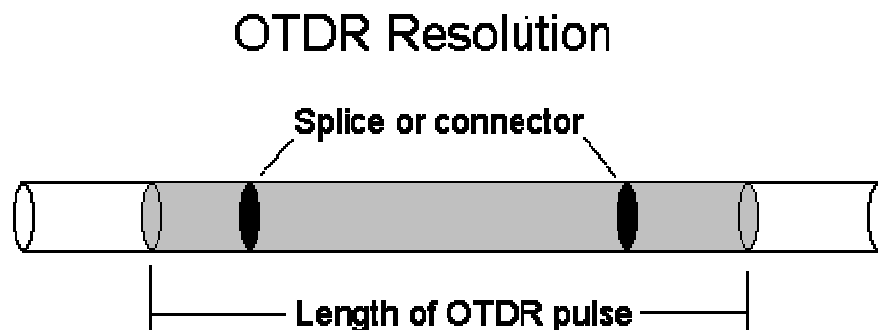 OTDR Resolution
Splice or connector
Length of OTDR pulse